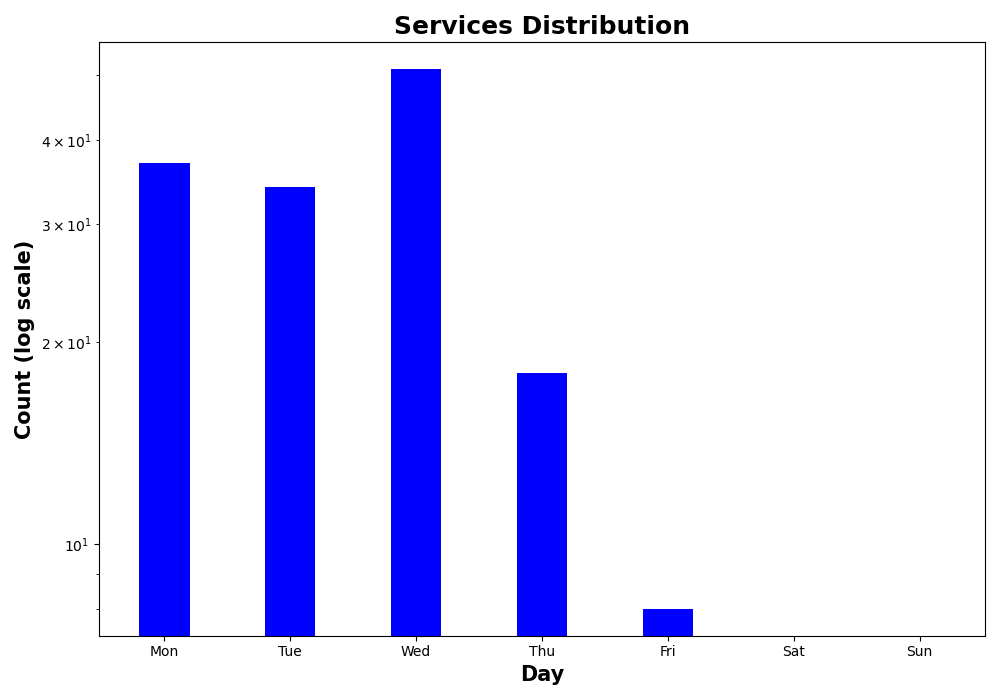 Services Distribution
Count (log scale)
4 × 10¹
3 × 10¹
2 × 10¹
10¹
Mon Tue Wed Thu Fri Sat Sun
Day